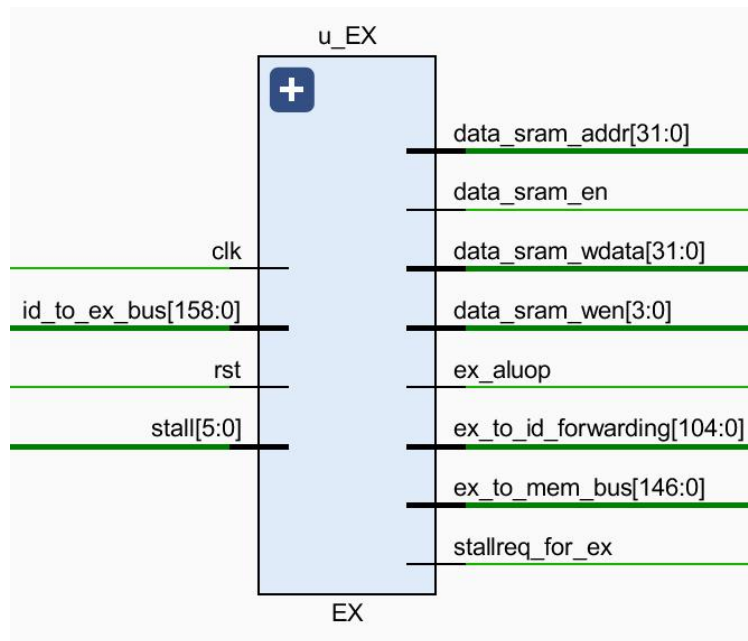 u_EX
data_sram_addr[31:0]
data_sram_en
clk
data_sram_wdata[31:0]
id_to_ex_bus[158:0]
data_sram_wen[3:0]
rst
ex_aluop
stall[5:0]
ex_to_id_forwarding[104:0]
ex_to_mem_bus[146:0]
stallreq_for_ex
EX